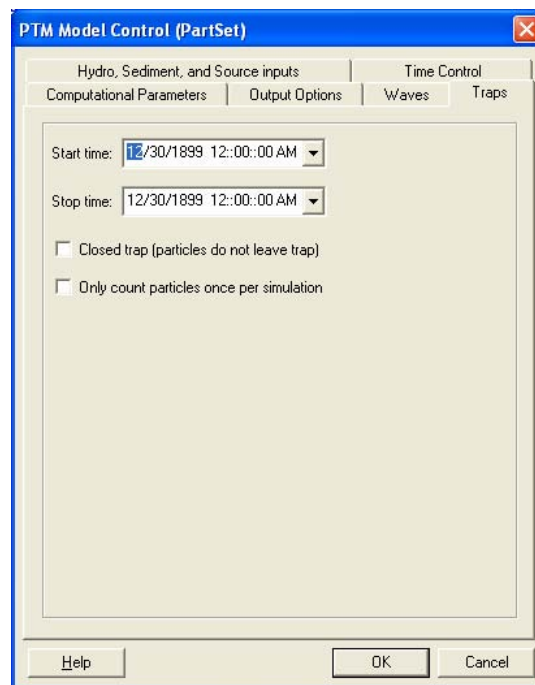 PTM Model Control (PartSet)
Hydro, Sediment, and Source inputs Time Control
Computational Parameters Output Options Waves Traps
Start time: 12/30/1899 12::00::00 AM
Stop time: 12/30/1899 12::00::00 AM
Closed trap (particles do not leave trap)
Only count particles once per simulation
Help OK Cancel